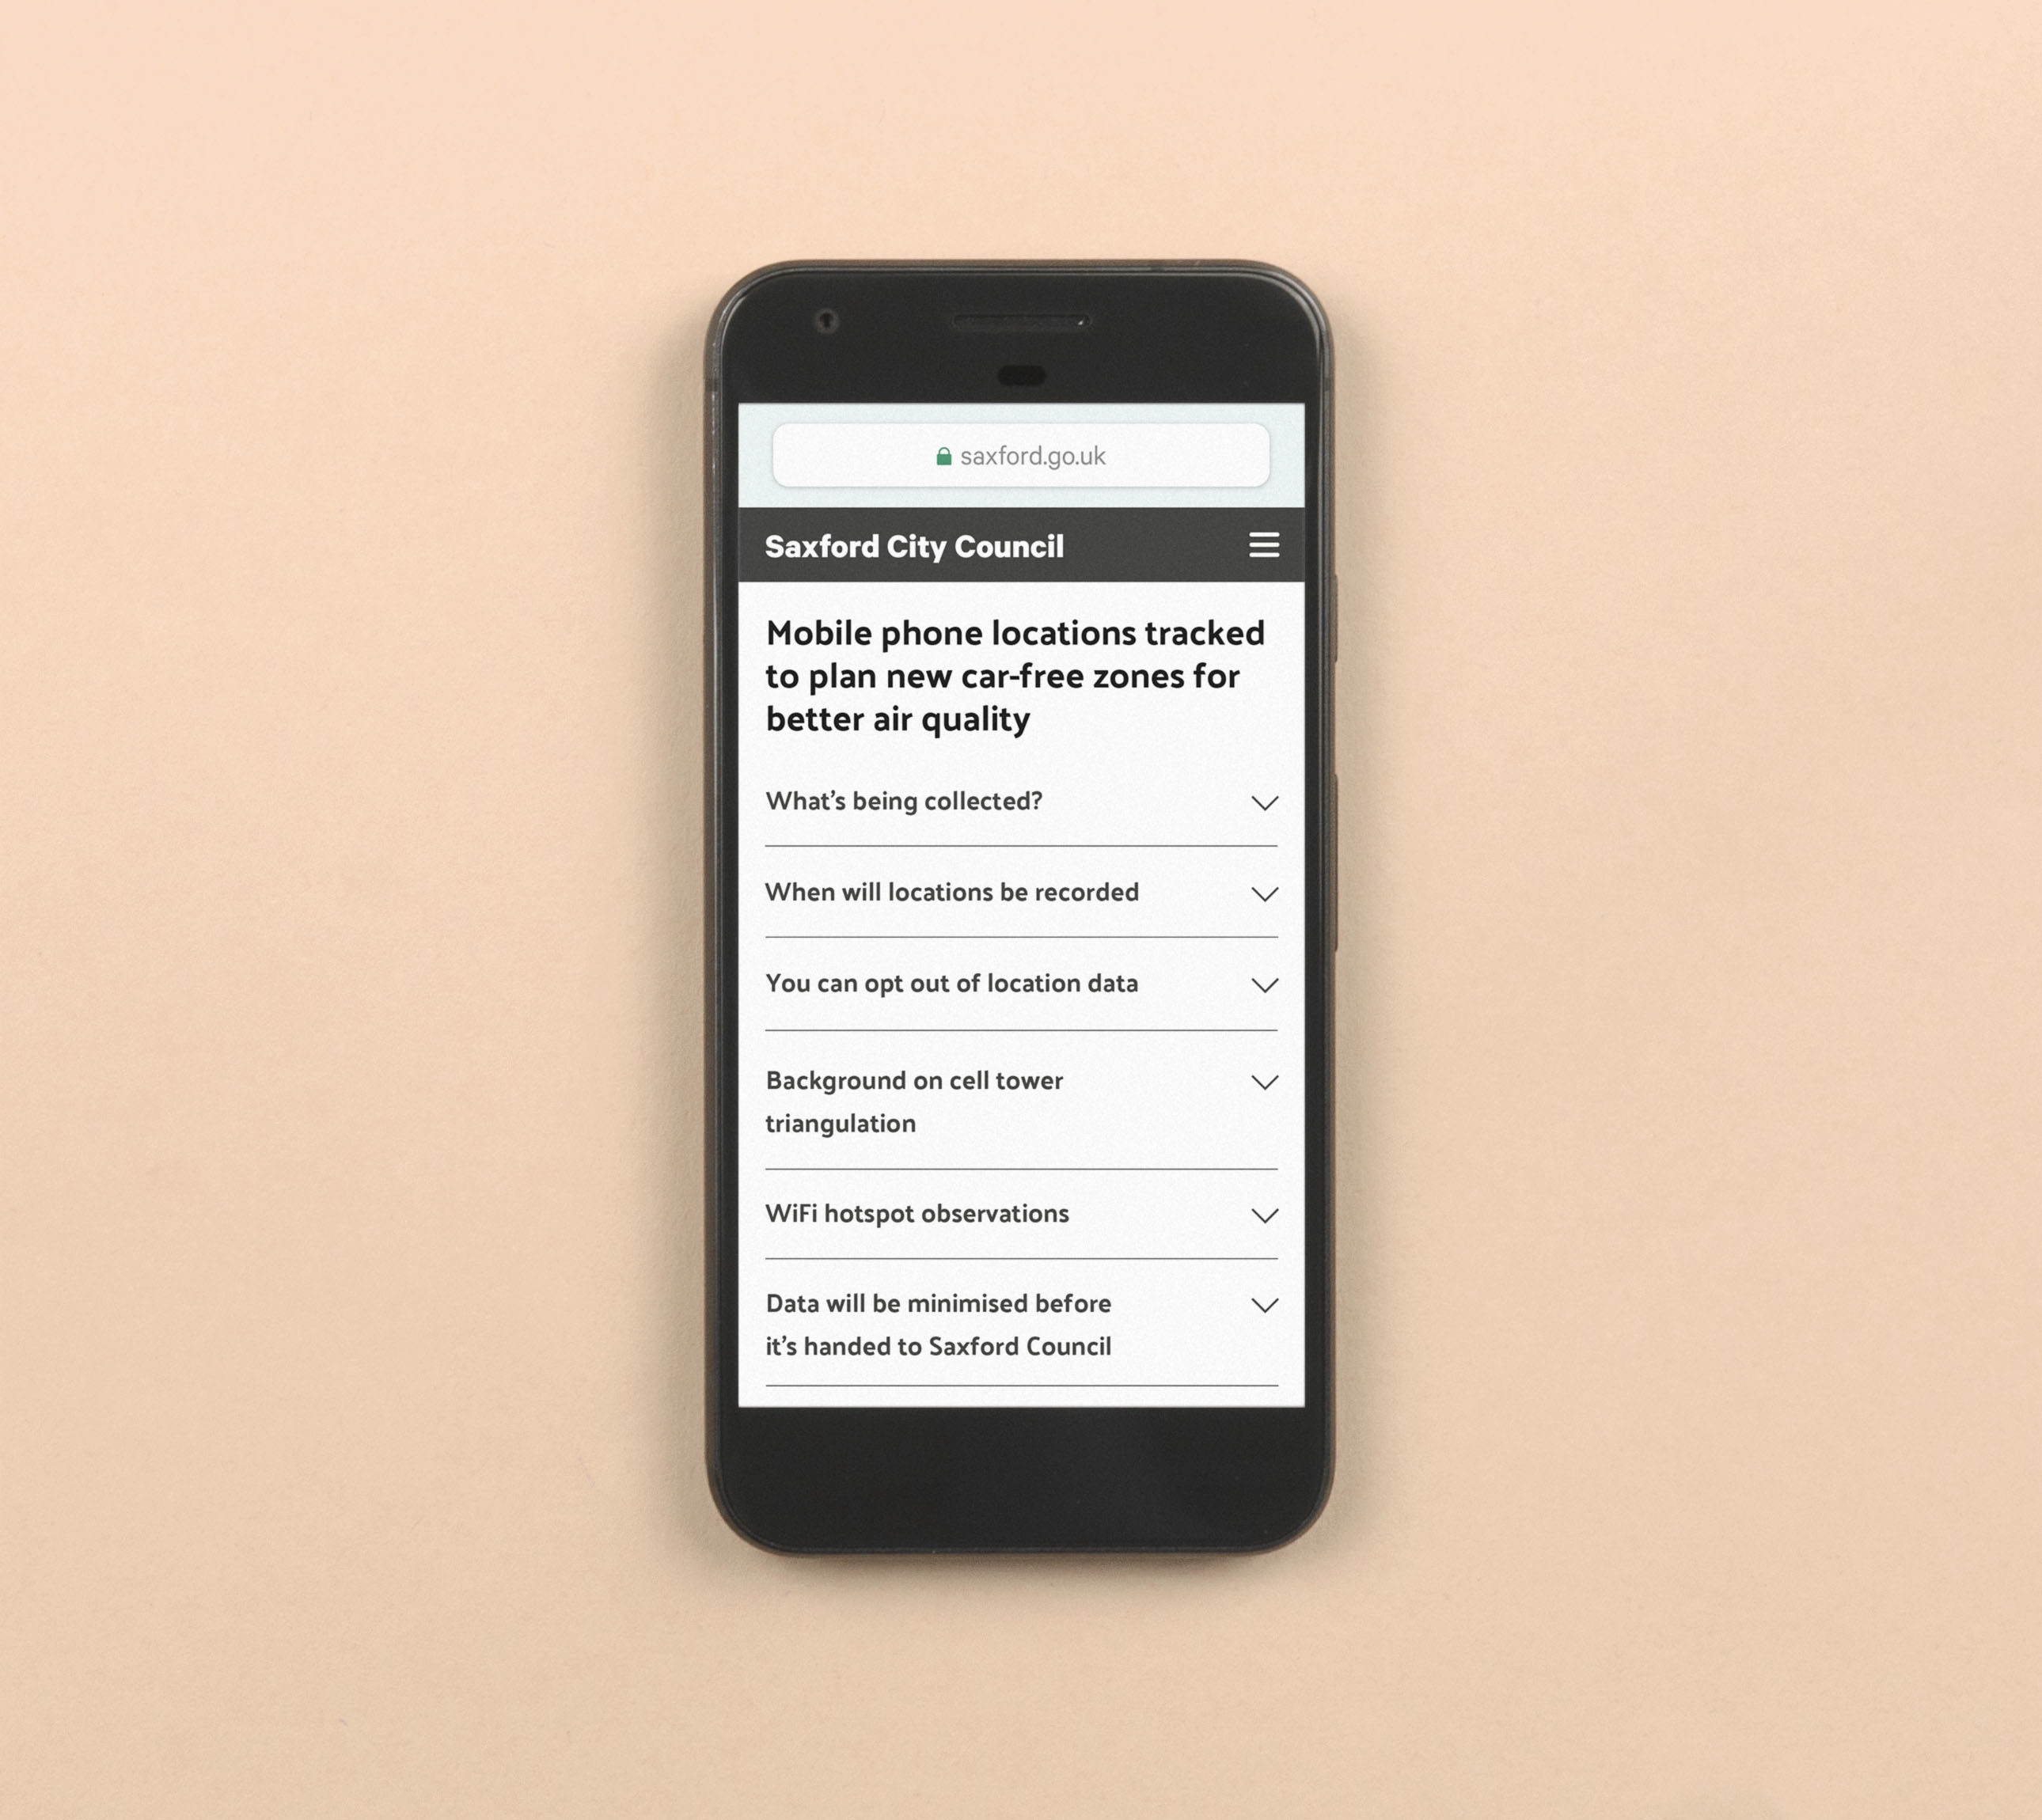 saxford.go.uk
Saxford City Council
Mobile phone locations tracked
to plan new car-free zones for
better air quality
What’s being collected?
When will locations be recorded
You can opt out of location data
Background on cell tower
triangulation
WiFi hotspot observations
Data will be minimised before
it’s handed to Saxford Council